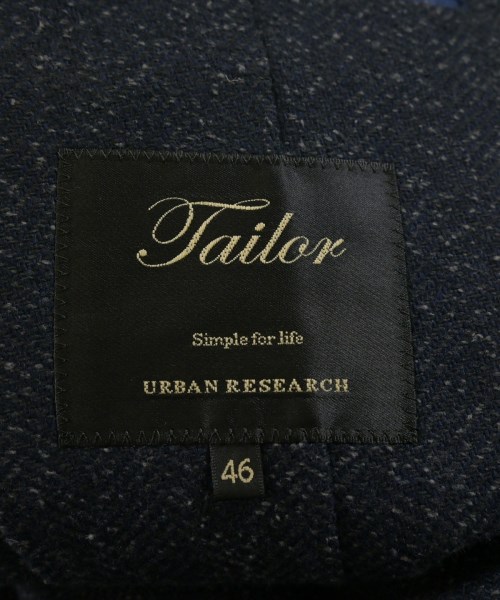 Tailor
Simple for life
URBAN RESEARCH
46